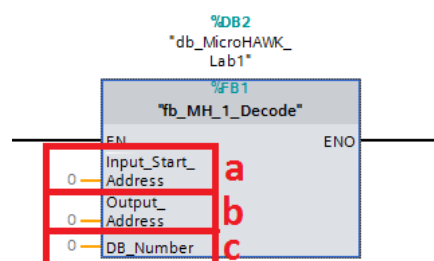 %DB2
"db_MicroHAWK_
Lab1"
%FB1
"fb_MH_1_Decode"
EN ENO
Input_Start_
0 Address a
Output_
0 Address b
0 DB_Number c